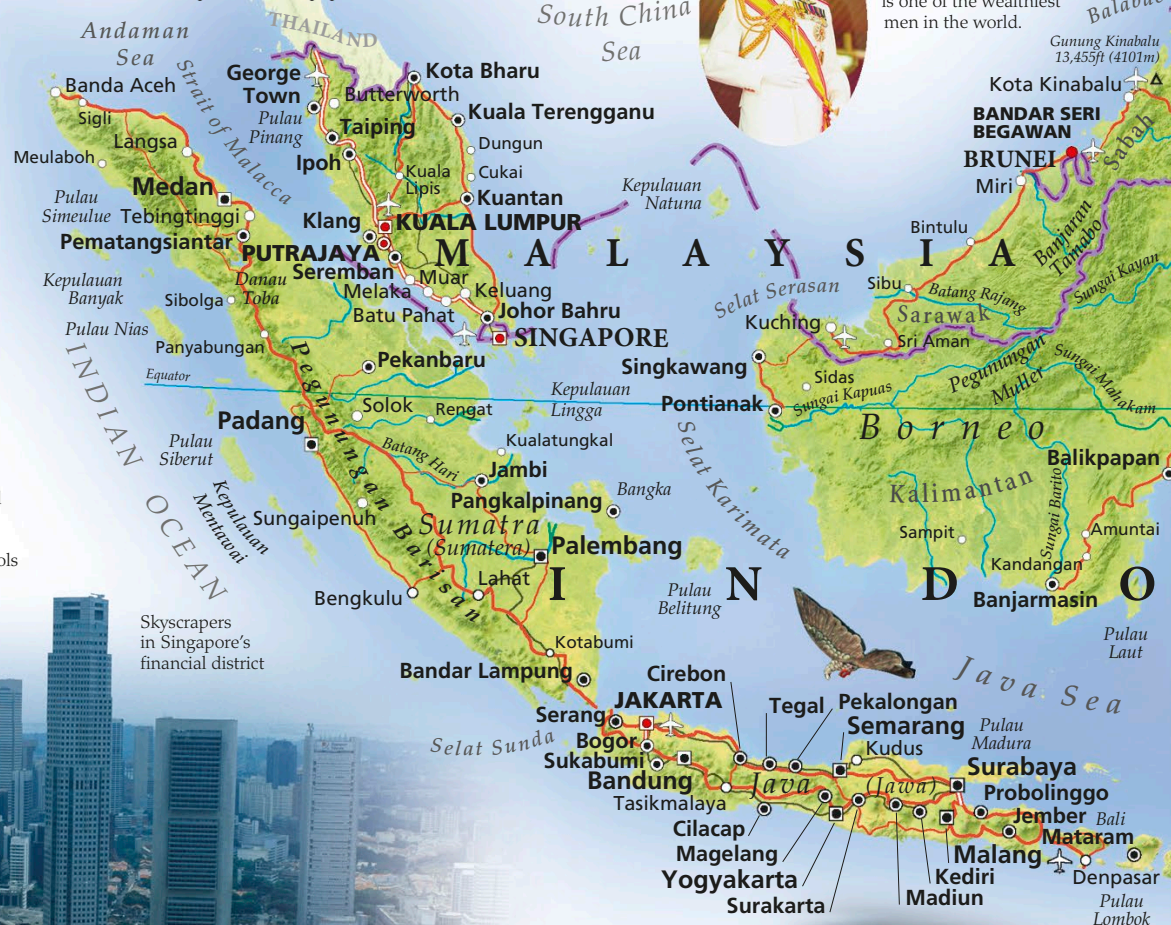 is one of the wealthiest
men in the world.
South China
Sea
Andaman
Sea
THAILAND
Gunung Kinabalu
13,455ft (4101m)
Kota Kinabalu
BANDAR SERI
BEGAWAN
BRUNEI
Sabah
Miri
Banda Aceh
Sigli
Strait of Malacca
George
Town
Butterworth
Pulau
Pinang
Kota Bharu
Kuala Terengganu
Langsa
Taiping
Dungun
Meulaboh
Ipoh
Kuala
Lipis
Cukai
Kuantan
Medan
Pulau
Simeulue
Tebingtinggi
Pematangsiantar
Klang
KUALA LUMPUR
PUTRAJAYA
MALAYSIA
Kepulauan
Natuna
Bintulu
Banjaran
Tamabo
Seremban
Kepulauan
Banyak
Danau
Toba
Sibolga
Muar
Melaka
Keluang
Batu Pahat
Johor Bahru
SINGAPORE
Selat Serasan
Sibu
Batang Rajang
Sungai Kayan
Sarawak
Kuching
Sri Aman
Pulau Nias
Panyabungan
Pekanbaru
Singkawang
Sidas
Pegunungan
Muller
Sungai Mahakam
Equator
Kepulauan
Lingga
Pontianak
Sungai Kapuas
Borneo
INDIAN
OCEAN
Padang
Solok
Rengat
Pulau
Siberut
Pegunungan Barisan
Batang Hari
Kualatungkal
Jambi
Selat Karimata
Balikpapan
Kalimantan
Kepulauan
Mentawai
Pangkalpinang
Bangka
Sungaipenuh
Sumatra
(Sumatera)
Palembang
Sampit
Sungai Barito
Amuntai
Kandangan
Banjarmasin
INDO
Lahat
Bengkulu
Pulau
Belitung
Pulau
Laut
ols
Skyscrapers
in Singapore's
financial district
Kotabumi
Bandar Lampung
Java Sea
Selat Sunda
Serang
JAKARTA
Cirebon
Tegal
Pekalongan
Semarang
Kudus
Pulau
Madura
Bogor
Sukabumi
Bandung
Tasikmalaya
Java
(Jawa)
Surabaya
Probolinggo
Jember
Bali
Mataram
Cilacap
Magelang
Yogyakarta
Surakarta
Malang
Kediri
Madiun
Denpasar
Pulau
Lombok